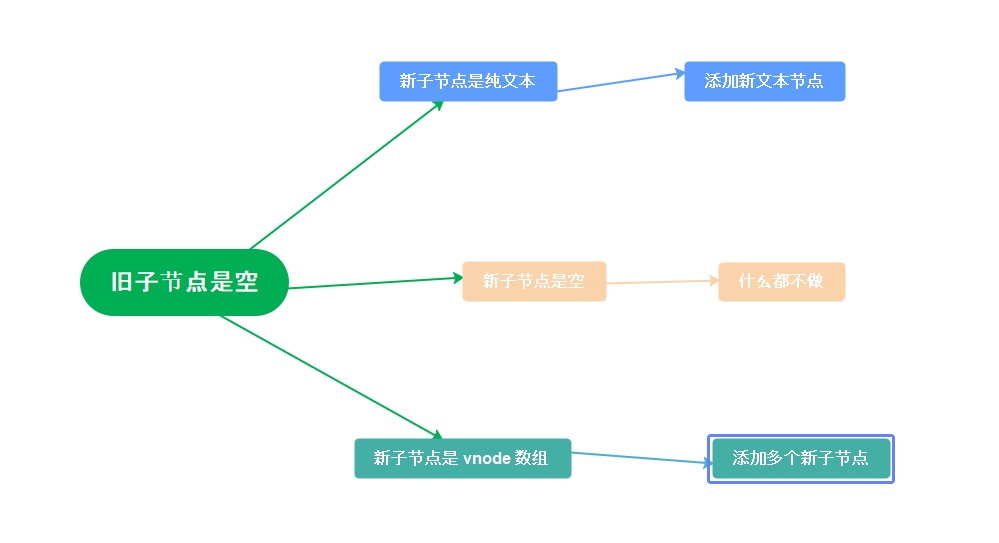 新子节点是纯文本
添加新文本节点
旧子节点是空
新子节点是空
什么都不做
新子节点是 vnode 数组
添加多个新子节点